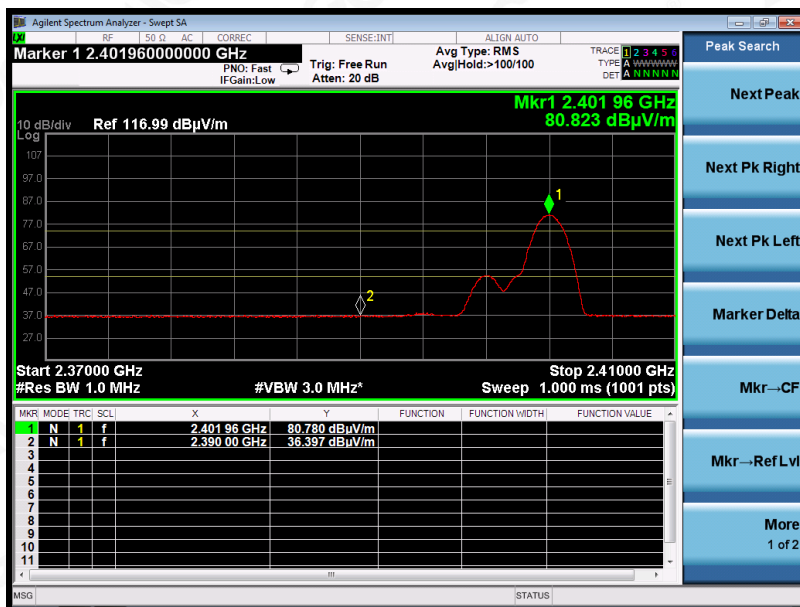 Agilent Spectrum Analyzer - Swept SA
LXI RF 50 Ω AC CORREC SENSE:INT ALIGN AUTO
Marker 1 2.401960000000 GHz
PNO: Fast
IFGain:Low
Trig: Free Run
Atten: 20 dB
Avg Type: RMS
Avg|Hold:>100/100
TRACE 1 2 3 4 5 6
TYPE A WWWWW
DET A N N N N N
Mkr1 2.401 96 GHz
80.823 dBµV/m
10 dB/div Ref 116.99 dBµV/m
Log
107
97.0
87.0
77.0
67.0
57.0
47.0
37.0
27.0
1
2
Start 2.37000 GHz Stop 2.41000 GHz
#Res BW 1.0 MHz #VBW 3.0 MHz* Sweep 1.000 ms (1001 pts)
MKR MODE TRC SCL X Y FUNCTION FUNCTION WIDTH FUNCTION VALUE
1 N 1 f 2.401 96 GHz 80.780 dBµV/m
2 N 1 f 2.390 00 GHz 36.397 dBµV/m
3
4
5
6
7
8
9
10
11
MSG STATUS
Peak Search
Next Peak
Next Pk Right
Next Pk Left
Marker Delta
Mkr→CF
Mkr→Ref Lvl
More
1 of 2